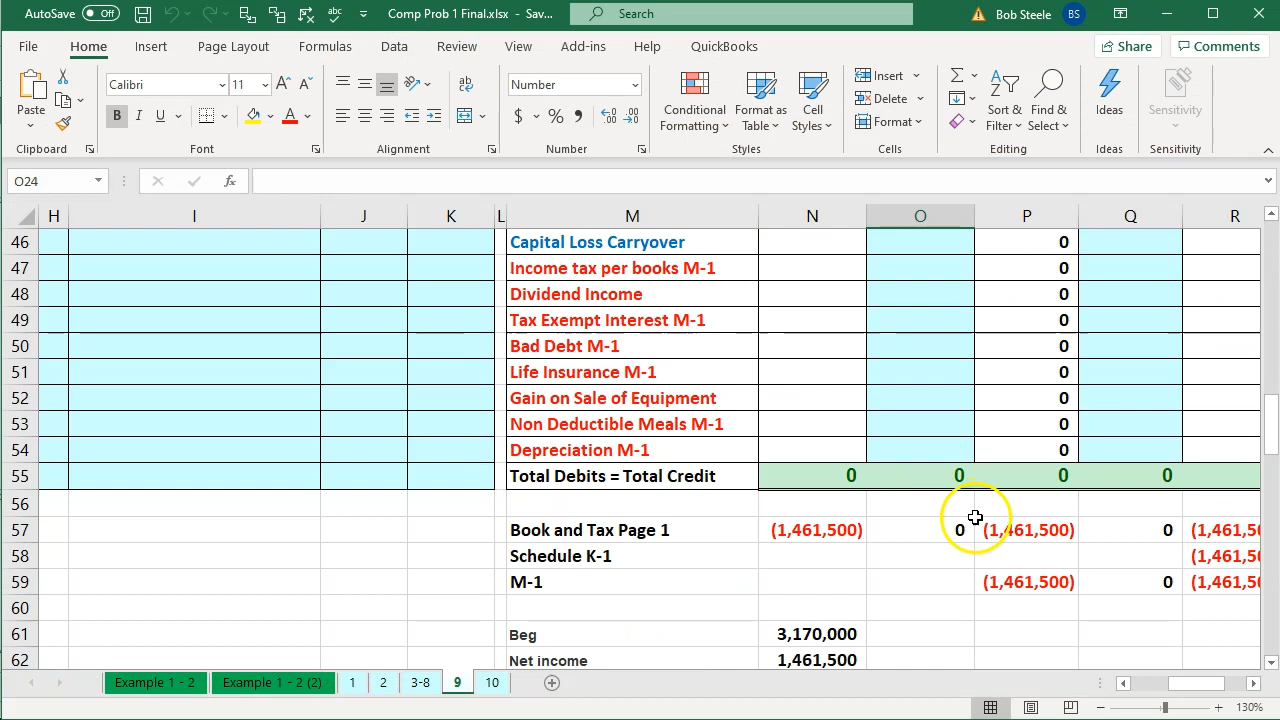 AutoSave Off Comp Prob 1 Final.xlsx - Sav... Search Bob Steele BS
File Home Insert Page Layout Formulas Data Review View Add-ins Help QuickBooks Share Comments
Paste Calibri 11 A A ab Number Conditional Formatting Format as Table Cell Styles Insert Delete Format Sort & Filter Find & Select Ideas Sensitivity
B I U A $ %
Clipboard Font Alignment Number Styles Cells Editing Ideas Sensitivity
O24 fx
H I J K L M N O P Q R
46 Capital Loss Carryover 0
47 Income tax per books M-1 0
48 Dividend Income 0
49 Tax Exempt Interest M-1 0
50 Bad Debt M-1 0
51 Life Insurance M-1 0
52 Gain on Sale of Equipment 0
53 Non Deductible Meals M-1 0
54 Depreciation M-1 0
55 Total Debits = Total Credit 0 0 0 0
56
57 Book and Tax Page 1 (1,461,500) 0 (1,461,500) 0 (1,461,50
58 Schedule K-1 (1,461,50
59 M-1 (1,461,500) 0 (1,461,50
60
61 Beg 3,170,000
62 Net income 1,461,500
Example 1 - 2 Example 1 - 2 (2) 1 2 3-8 9 10
130%